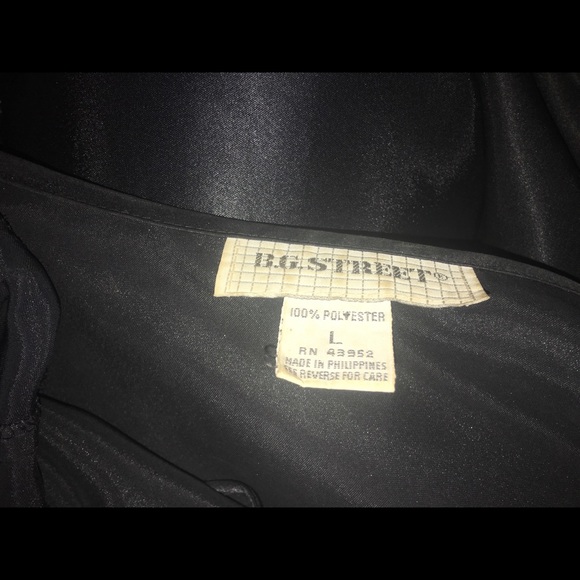 B.G. STREET®
100% POLYESTER
L
RN 43952
MADE IN PHILIPPINES
SEE REVERSE FOR CARE